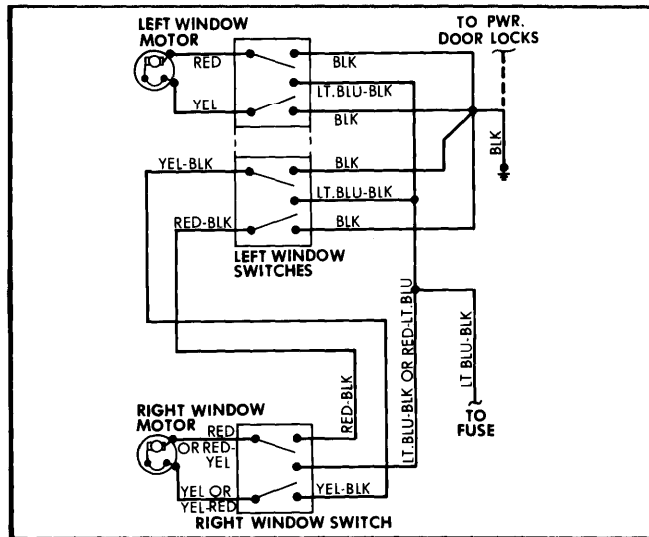 LEFT WINDOW
MOTOR
TO PWR.
DOOR LOCKS
RED
BLK
LT.BLU-BLK
YEL
BLK
BLK
YEL-BLK
BLK
LT.BLU-BLK
RED-BLK
BLK
LEFT WINDOW
SWITCHES
LT.BLU-BLK OR RED-LT.BLU
LT BLU-BLK
RED-BLK
TO
FUSE
RIGHT WINDOW
MOTOR
RED
OR RED-
YEL
YEL OR
YEL-RED
YEL-BLK
RIGHT WINDOW SWITCH